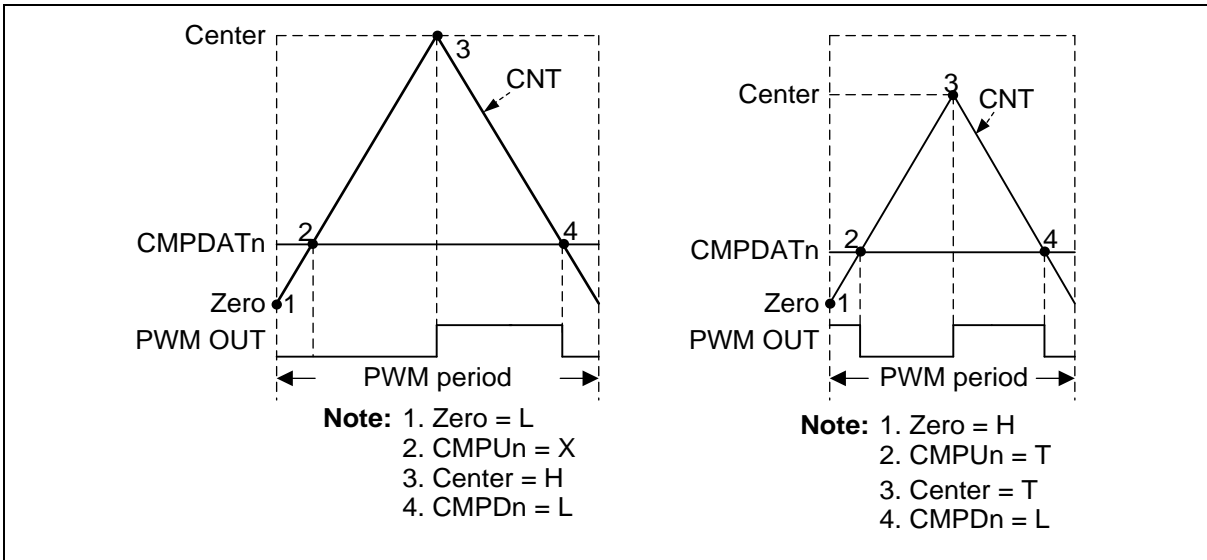 Center
3
CNT
2
4
CMPDATn
Zero
1
PWM OUT
PWM period
Note: 1. Zero = L
2. CMPUn = X
3. Center = H
4. CMPDn = L
3
Center
CNT
2
4
CMPDATn
Zero
1
PWM OUT
PWM period
Note: 1. Zero = H
2. CMPUn = T
3. Center = T
4. CMPDn = L